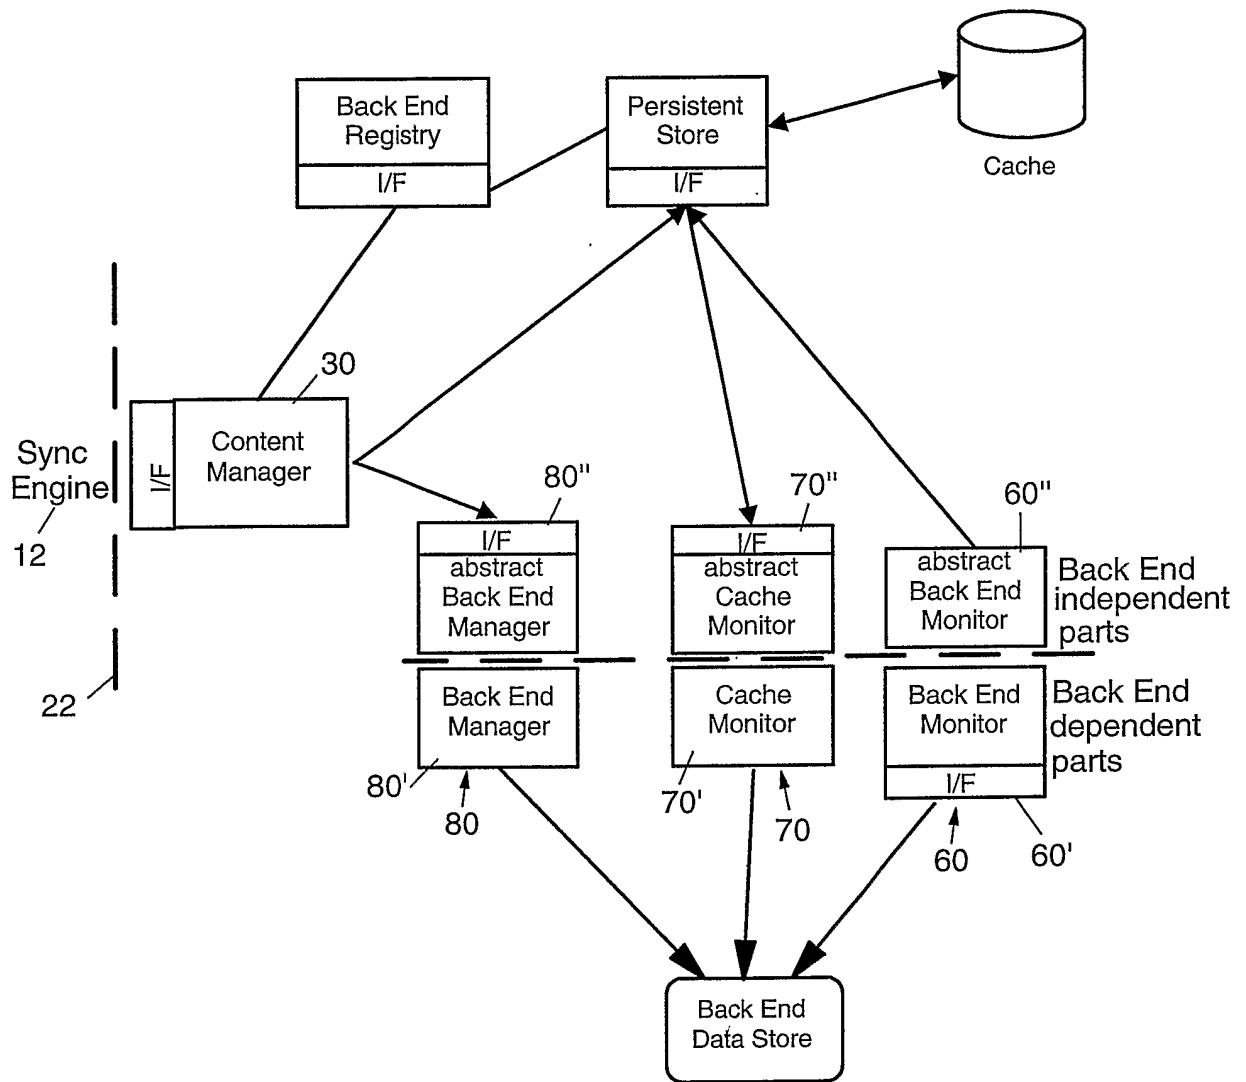 Back End
Registry
I/F
Persistent
Store
I/F
Cache
30
Content
Manager
I/F
Sync
Engine
12
22
80"
I/F
abstract
Back End
Manager
70"
I/F
abstract
Cache
Monitor
60"
abstract
Back End
Monitor
Back End
independent
parts
Back End
Manager
80'
80
Cache
Monitor
70'
70
Back End
Monitor
I/F
60
60'
Back End
dependent
parts
Back End
Data Store